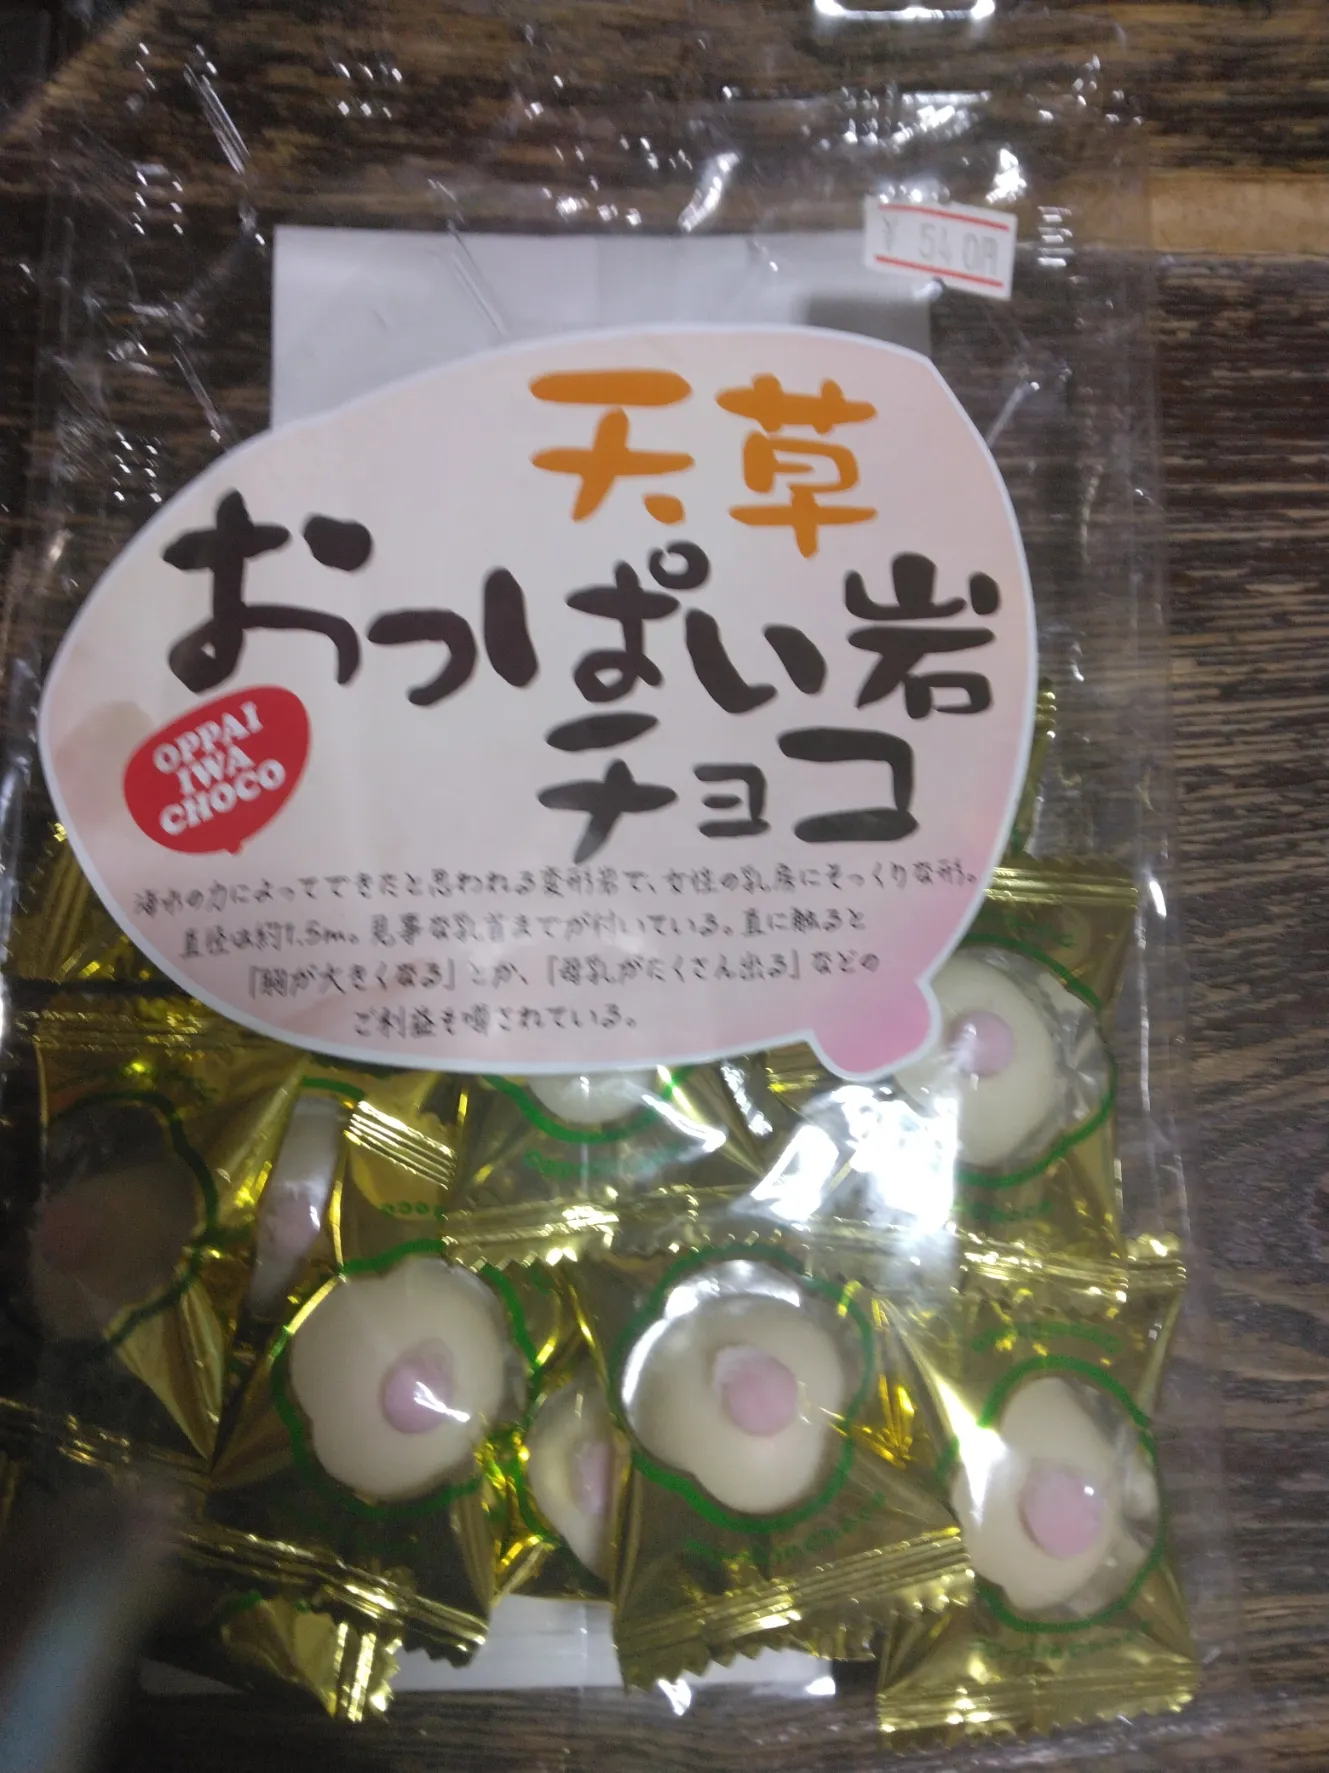 ¥ 540円
天草
おっぱい岩
チョコ
OPPAI
IWA
CHOCO
海水の力によってできたと思われる変形岩で、女性の乳房にそっくりな形。
直径は約1.5m。見事な乳首までが付いている。直に触ると
「胸が大きくなる」とか、「母乳がたくさん出る」などの
ご利益も噂されている。